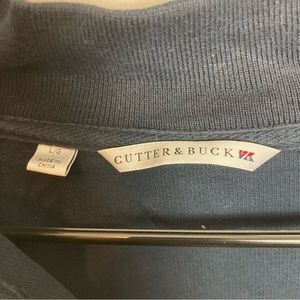 L/G
MADE IN
CHINA
CUTTER & BUCK